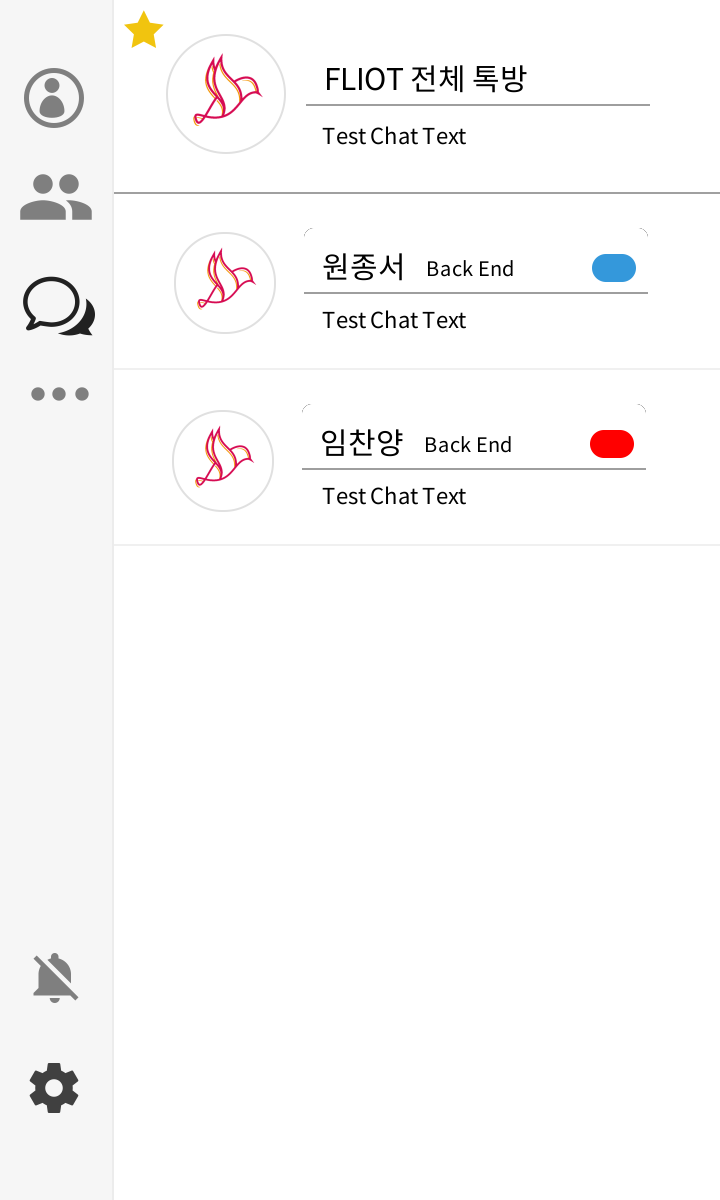 FLIOT 전체 톡방
Test Chat Text
원종서 Back End
Test Chat Text
임찬양 Back End
Test Chat Text